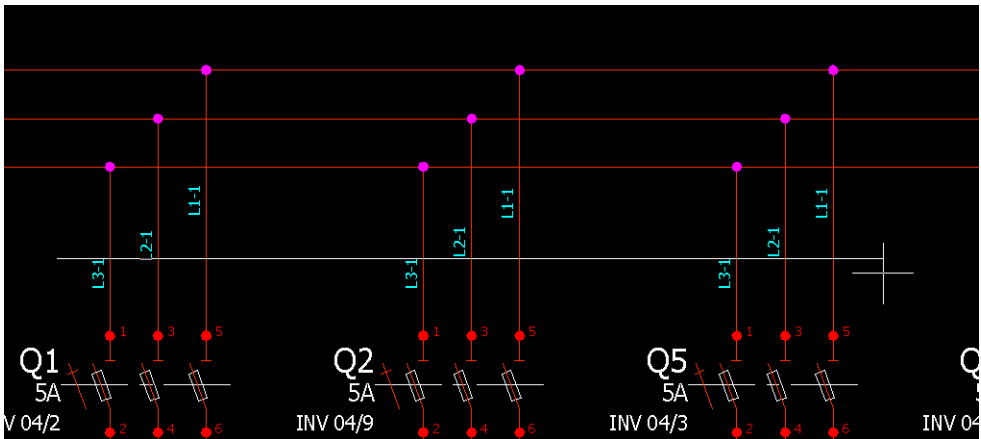 L1-1 L1-1 L1-1
L2-1 L2-1 L2-1
L3-1 L3-1 L3-1
1 3 5 1 3 5 1 3 5
Q1 Q2 Q5
5A 5A 5A
INV 04/9 INV 04/3
2 4 6 2 4 6 2 4 6